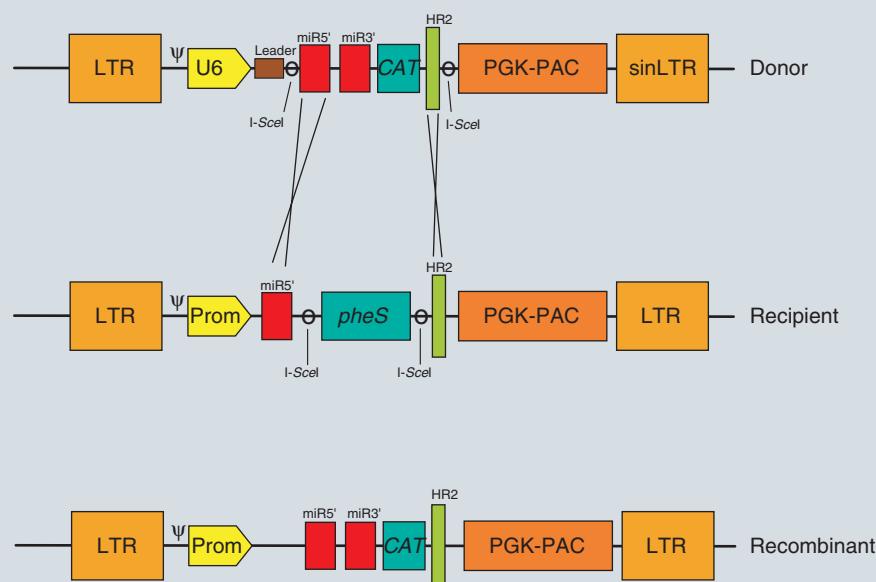 HR2
miR5' miR3'
Leader
LTR ψ U6 CAT PGK-PAC sinLTR Donor
I-SceI I-SceI
HR2
miR5'
LTR ψ Prom pheS PGK-PAC LTR Recipient
I-SceI I-SceI
HR2
miR5' miR3'
LTR ψ Prom CAT PGK-PAC LTR Recombinant